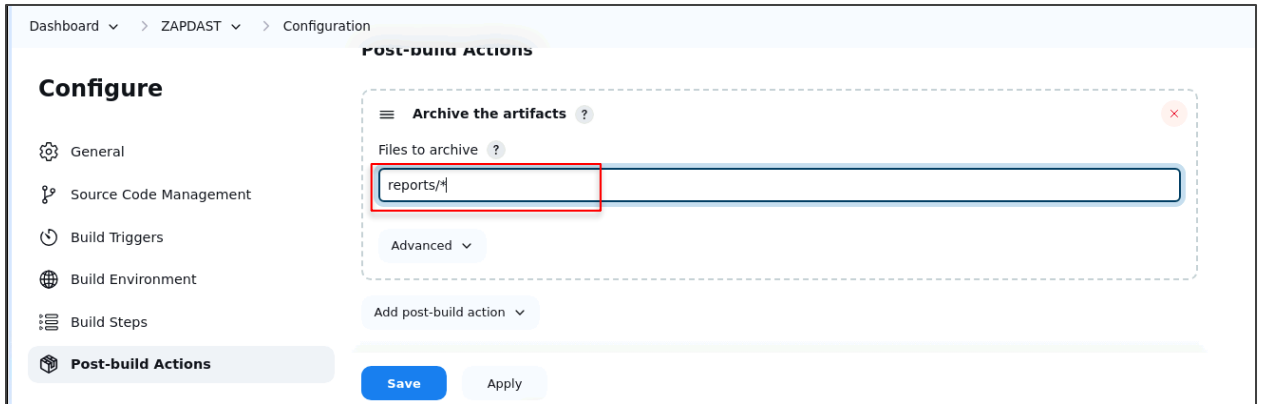 Dashboard > ZAPDAST > Configuration
Configure
General
Source Code Management
Build Triggers
Build Environment
Build Steps
Post-build Actions
Post-build Actions
Archive the artifacts ?
Files to archive ?
reports/*
Advanced
Add post-build action
Save Apply